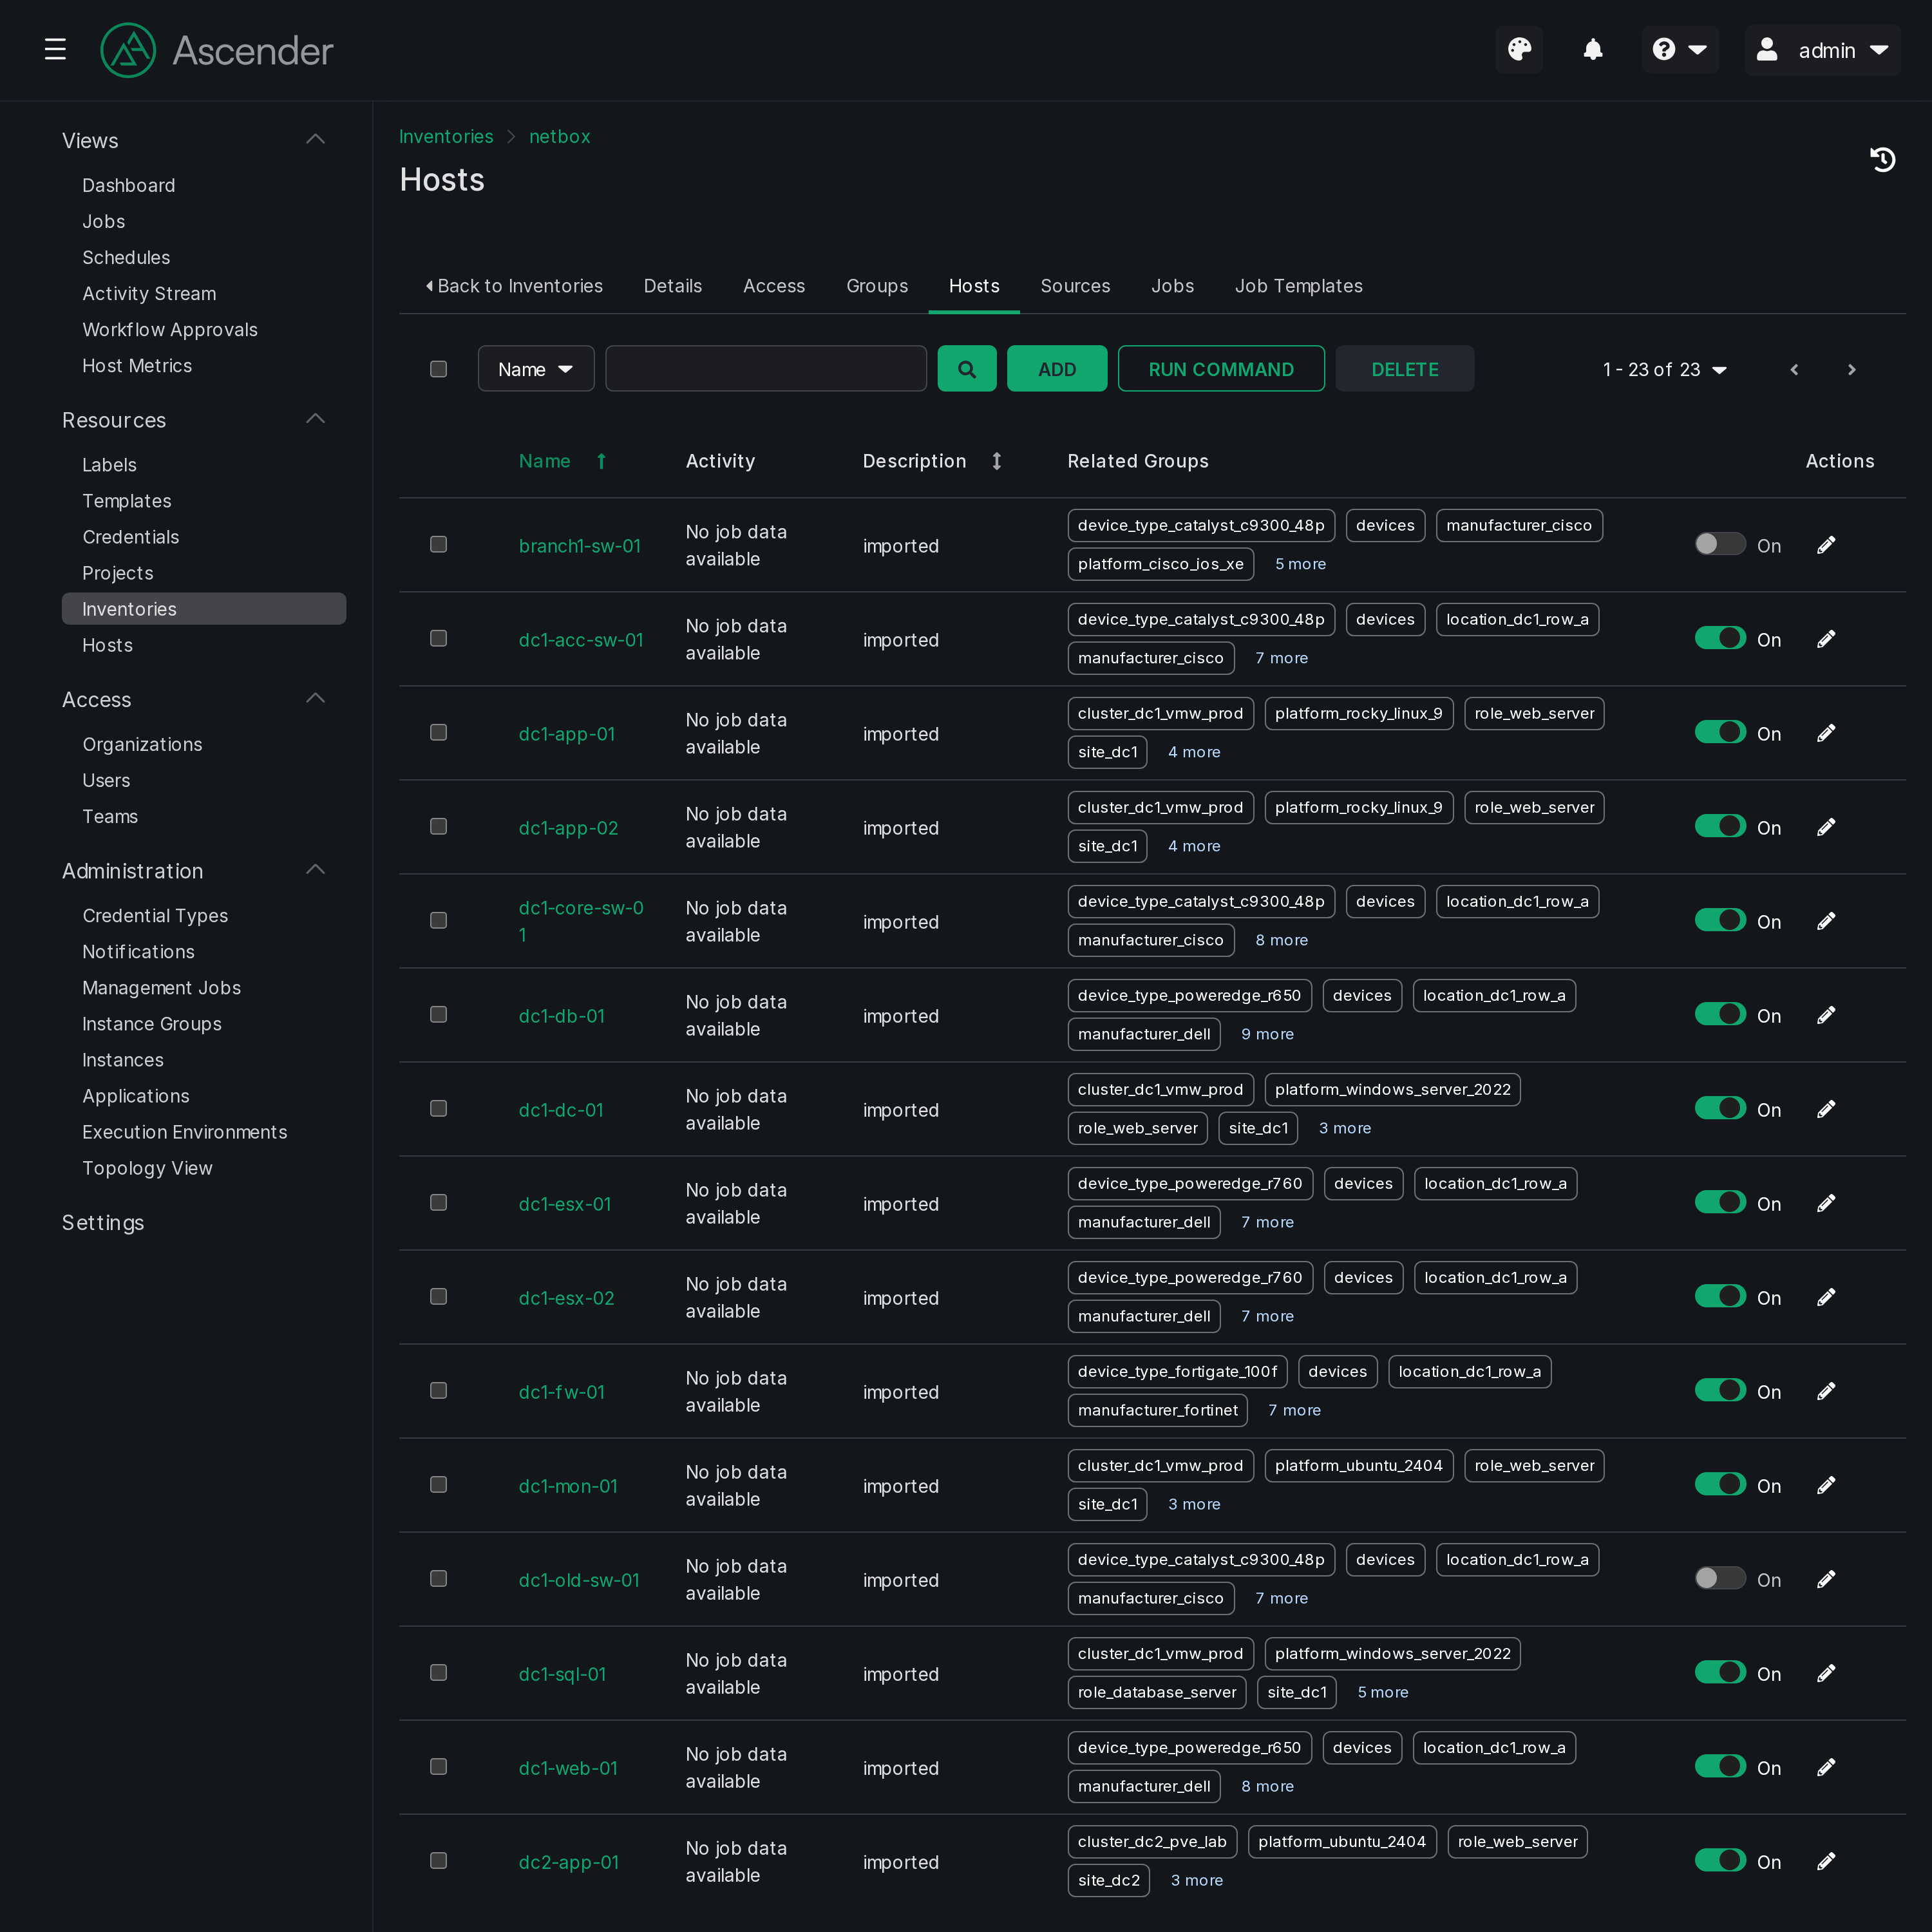 Ascender
admin
Views
Dashboard
Jobs
Schedules
Activity Stream
Workflow Approvals
Host Metrics
Resources
Labels
Templates
Credentials
Projects
Inventories
Hosts
Access
Organizations
Users
Teams
Administration
Credential Types
Notifications
Management Jobs
Instance Groups
Instances
Applications
Execution Environments
Topology View
Settings
Inventories netbox
Hosts
Back to Inventories Details Access Groups Hosts Sources Jobs Job Templates
Name ADD RUN COMMAND DELETE 1 - 23 of 23
Name Activity Description Related Groups Actions
branch1-sw-01 No job data available imported device_type_catalyst_c9300_48p devices manufacturer_cisco On
platform_cisco_ios_xe 5 more
dc1-acc-sw-01 No job data available imported device_type_catalyst_c9300_48p devices location_dc1_row_a On
manufacturer_cisco 7 more
dc1-app-01 No job data available imported cluster_dc1_vmw_prod platform_rocky_linux_9 role_web_server On
site_dc1 4 more
dc1-app-02 No job data available imported cluster_dc1_vmw_prod platform_rocky_linux_9 role_web_server On
site_dc1 4 more
dc1-core-sw-01 No job data available imported device_type_catalyst_c9300_48p devices location_dc1_row_a On
manufacturer_cisco 8 more
dc1-db-01 No job data available imported device_type_poweredge_r650 devices location_dc1_row_a On
manufacturer_dell 9 more
dc1-dc-01 No job data available imported cluster_dc1_vmw_prod platform_windows_server_2022 On
role_web_server site_dc1 3 more
dc1-esx-01 No job data available imported device_type_poweredge_r760 devices location_dc1_row_a On
manufacturer_dell 7 more
dc1-esx-02 No job data available imported device_type_poweredge_r760 devices location_dc1_row_a On
manufacturer_dell 7 more
dc1-fw-01 No job data available imported device_type_fortigate_100f devices location_dc1_row_a On
manufacturer_fortinet 7 more
dc1-mon-01 No job data available imported cluster_dc1_vmw_prod platform_ubuntu_2404 role_web_server On
site_dc1 3 more
dc1-old-sw-01 No job data available imported device_type_catalyst_c9300_48p devices location_dc1_row_a On
manufacturer_cisco 7 more
dc1-sql-01 No job data available imported cluster_dc1_vmw_prod platform_windows_server_2022 On
role_database_server site_dc1 5 more
dc1-web-01 No job data available imported device_type_poweredge_r650 devices location_dc1_row_a On
manufacturer_dell 8 more
dc2-app-01 No job data available imported cluster_dc2_pve_lab platform_ubuntu_2404 role_web_server On
site_dc2 3 more